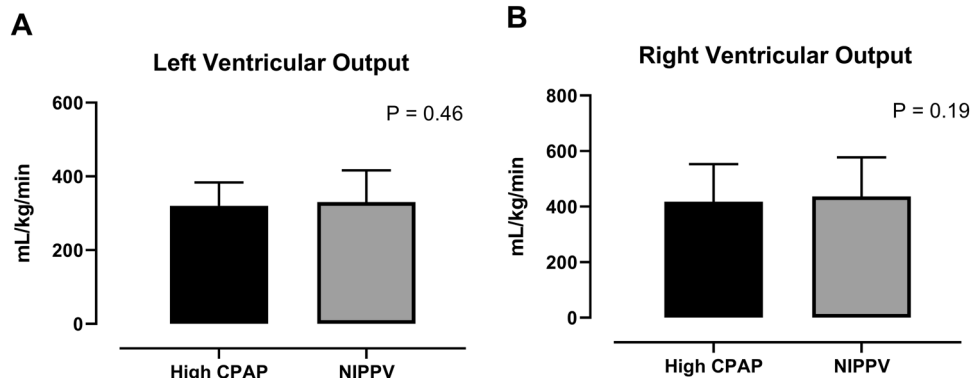 A
Left Ventricular Output
600
P = 0.46
400
mL/kg/min
200
0
High CPAP NIPPV
B
Right Ventricular Output
800
P = 0.19
600
mL/kg/min
400
200
0
High CPAP NIPPV